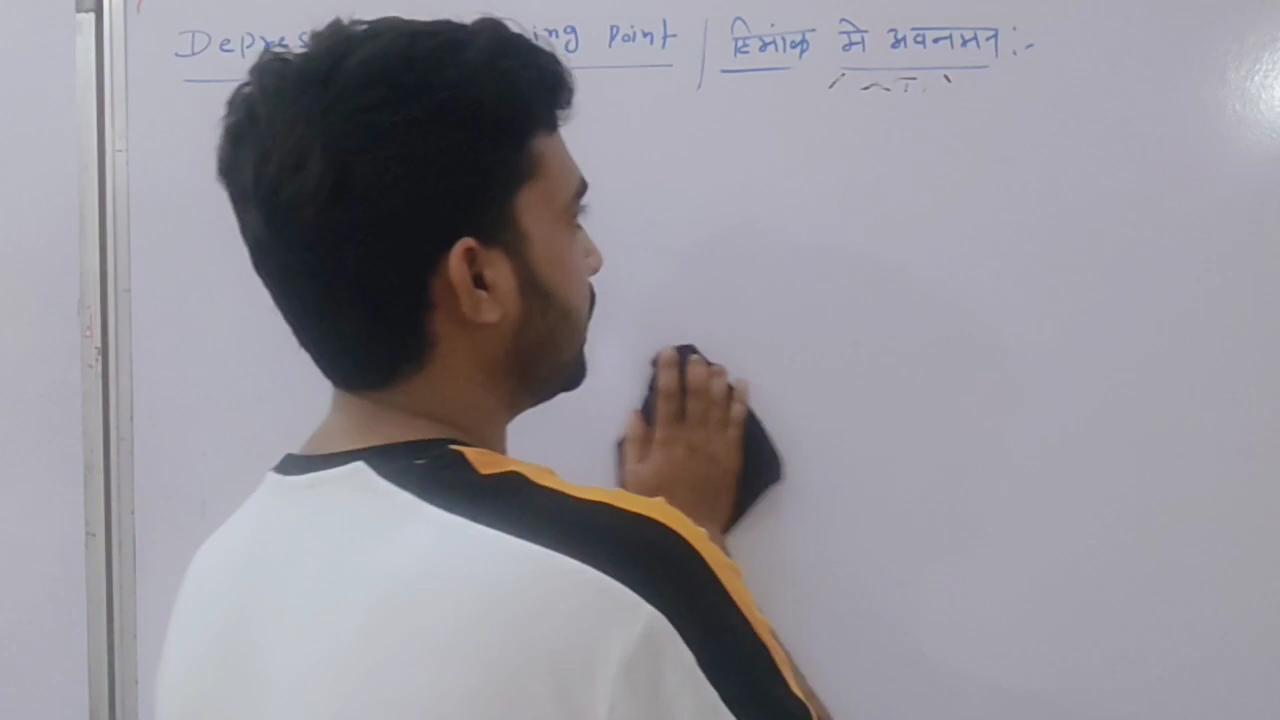 Depres ing Point / हिमांक मे अवनमन :-